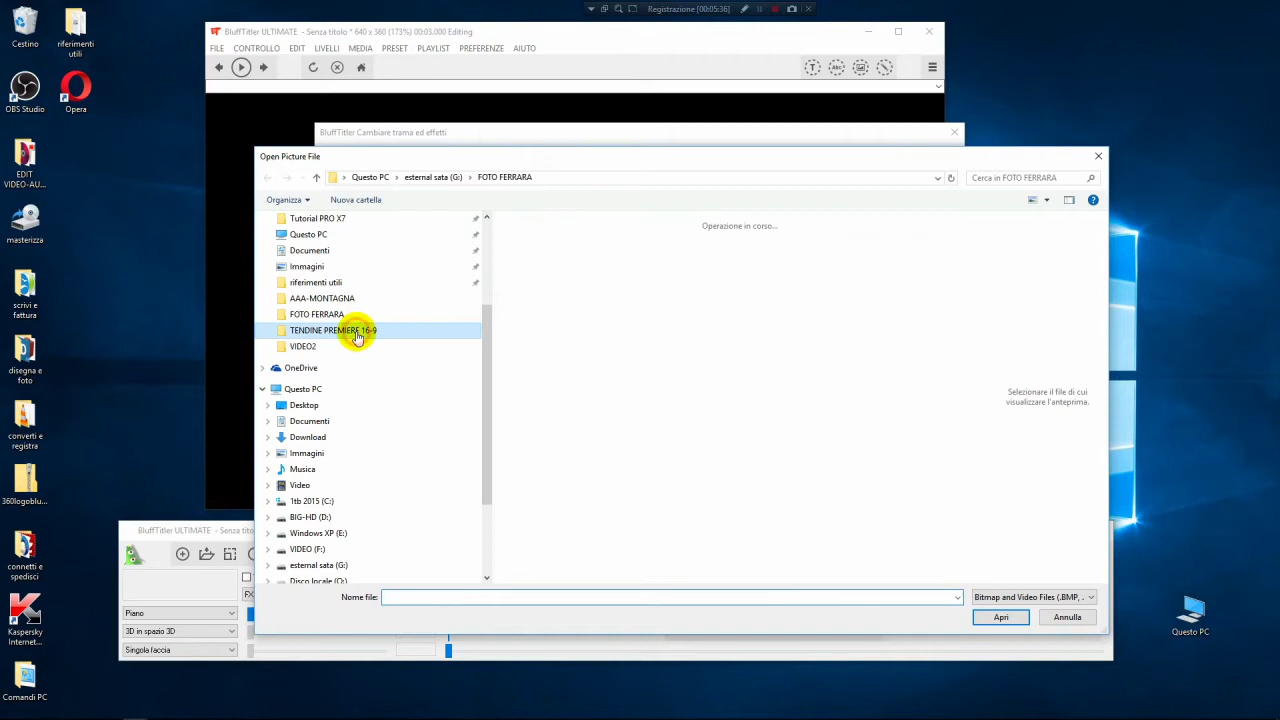 Registrazione (00:05:36)
Cestino
riferimenti
utili
OBS Studio
Opera
EDIT
VIDEO-AU...
masterizza
scrivi e
fattura
disegna e
foto
converti e
registra
360logoblu...
connetti e
spedisci
Kaspersky
Internet...
Comandi PC
Questo PC
BluffTitler ULTIMATE - Senza titolo * 640 x 360 (173%) 00:03.000 Editing
FILE CONTROLLO EDIT LIVELLI MEDIA PRESET PLAYLIST PREFERENZE AIUTO
BluffTitler Cambiare trama ed effetti
Open Picture File
Questo PC > esternal sata (G:) > FOTO FERRARA
Cerca in FOTO FERRARA
Organizza
Nuova cartella
Tutorial PRO X7
Questo PC
Documenti
Immagini
riferimenti utili
AAA-MONTAGNA
FOTO FERRARA
TENDINE PREMIERE 16-9
VIDEO2
OneDrive
Questo PC
Desktop
Documenti
Download
Immagini
Musica
Video
1tb 2015 (C:)
BIG-HD (D:)
Windows XP (E:)
VIDEO (F:)
esternal sata (G:)
Disco locale (O:)
Operazione in corso...
Selezionare il file di cui
visualizzare l'anteprima.
Nome file:
Bitmap and Video Files (.BMP, .
Apri
Annulla
BluffTitler ULTIMATE - Senza tito
Piano
3D in spazio 3D
Singola faccia